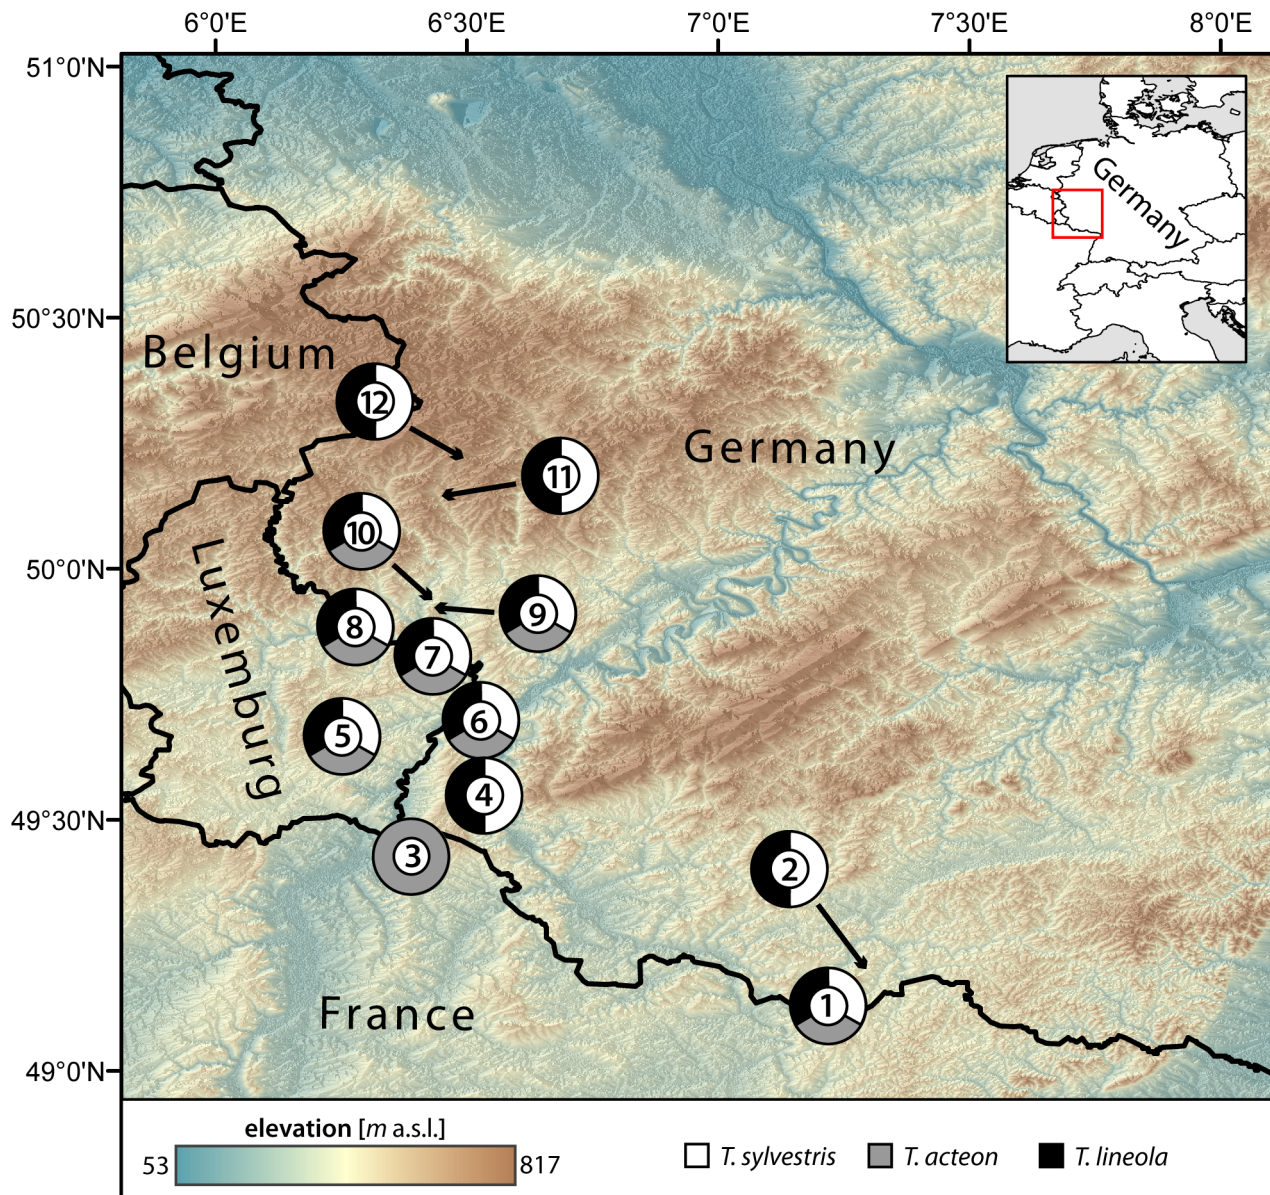 6°0'E 6°30'E 7°0'E 7°30'E 8°0'E
51°0'N
Germany
50°30'N
Belgium
12
Germany
11
10
50°0'N
Luxemburg
9
8
7
6
5
4
49°30'N
3
2
1
France
49°0'N
elevation [m a.s.l.]
53 817
T. sylvestris T. acteon T. lineola